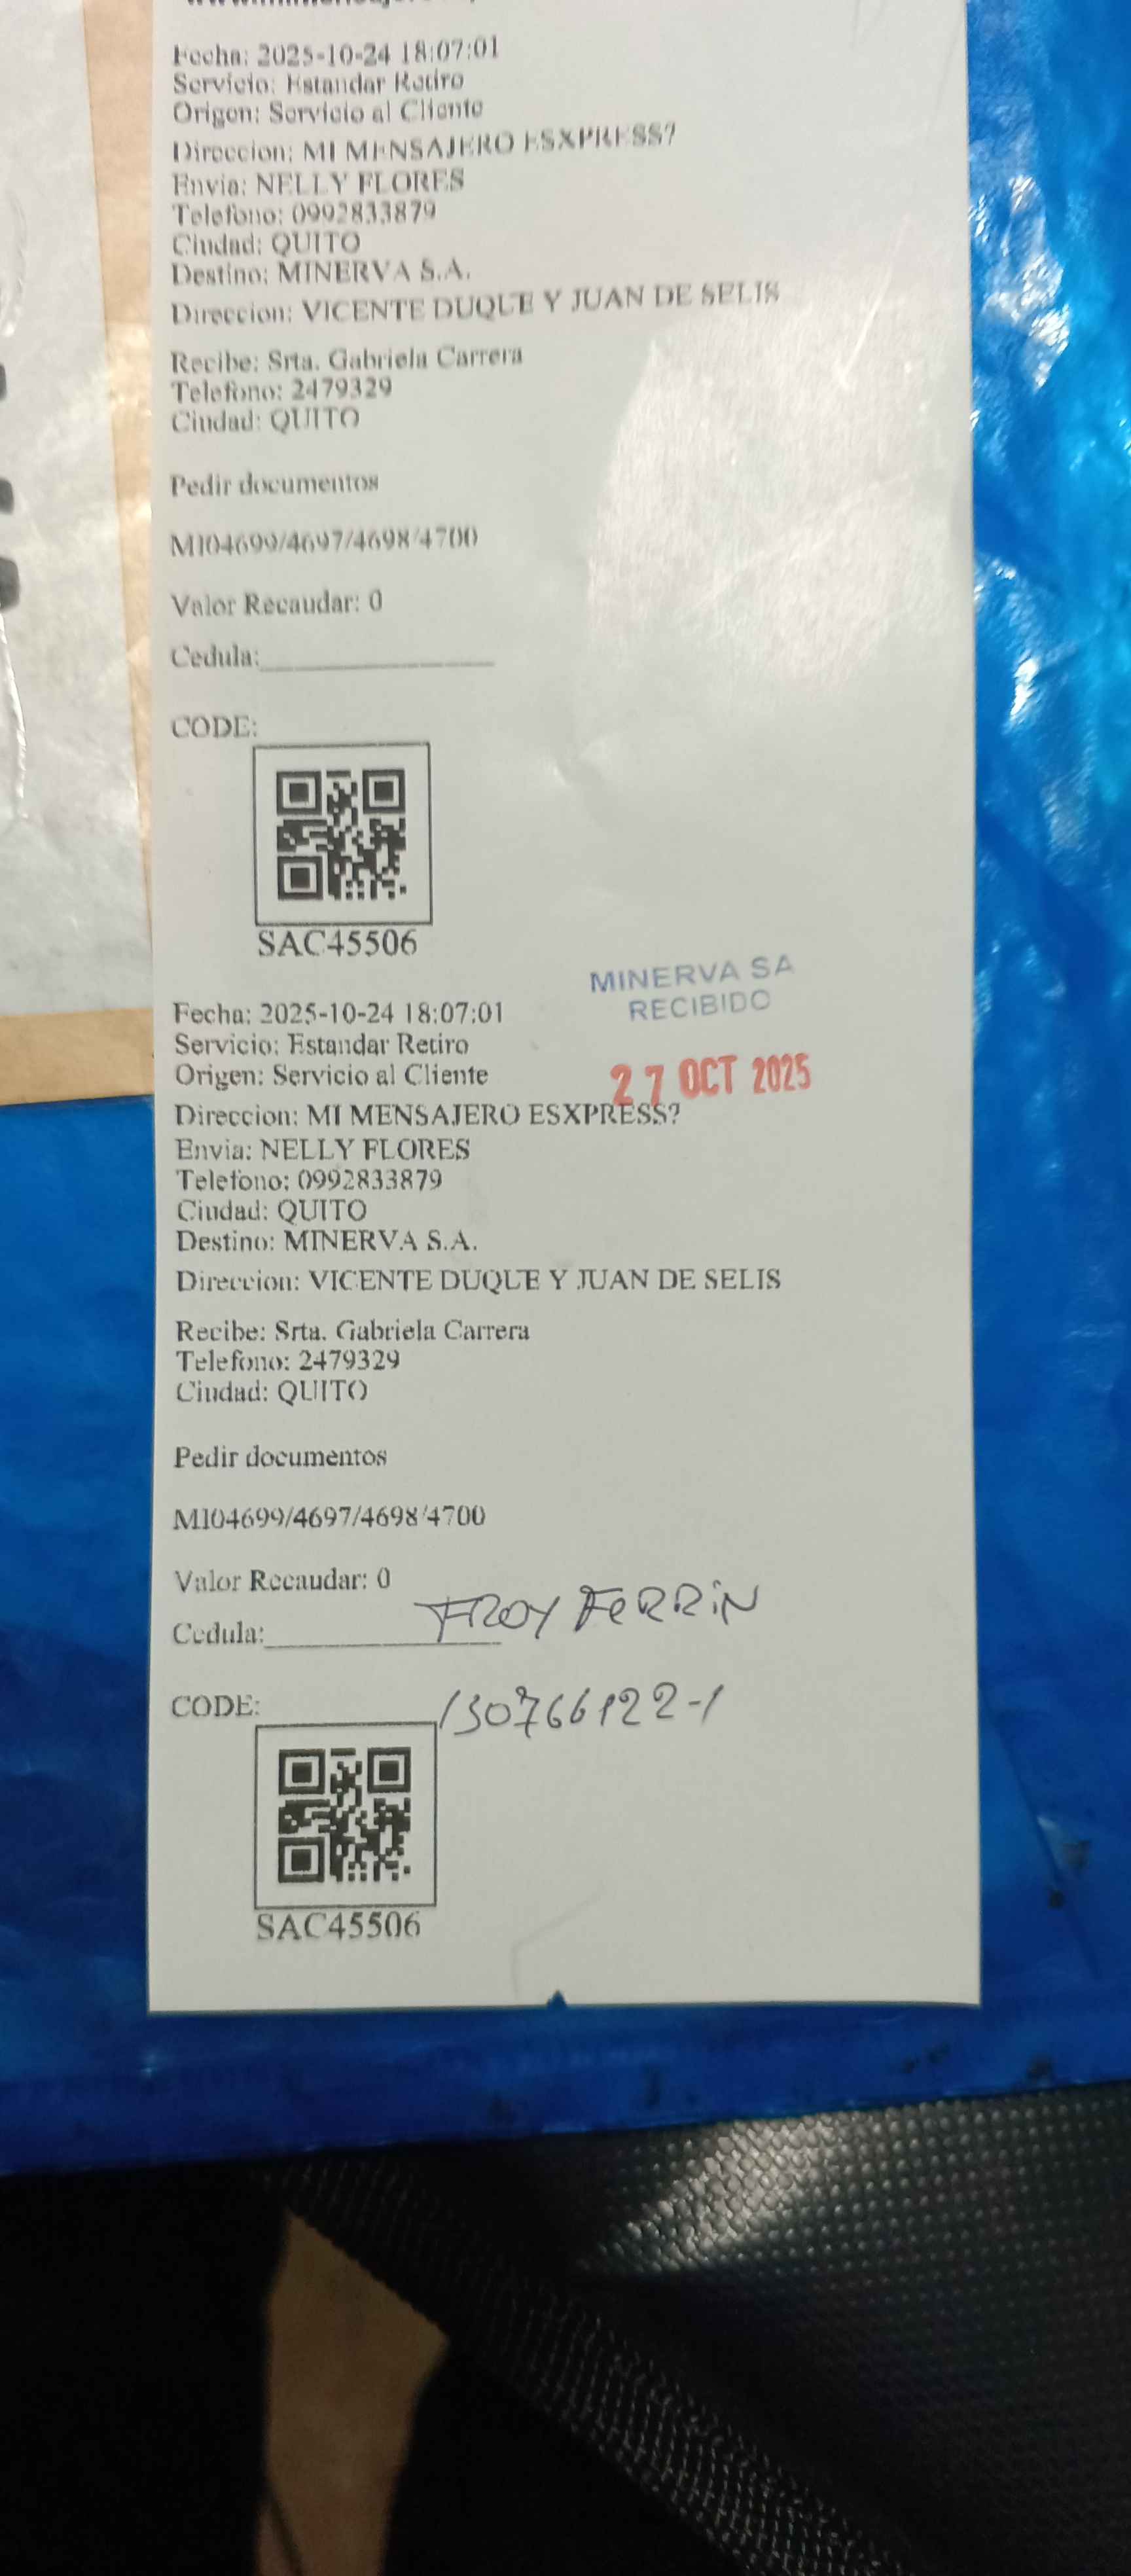 Fecha: 2025-10-24 18:07:01
Servicio: Estandar Retiro
Origen: Servicio al Cliente
Direccion: MI MENSAJERO ESXPRESS?
Envia: NELLY FLORES
Telefono: 0992833879
Ciudad: QUITO
Destino: MINERVA S.A.
Direccion: VICENTE DUQUE Y JUAN DE SELIS
Recibe: Srta. Gabriela Carrera
Telefono: 2479329
Ciudad: QUITO
Pedir documentos
MI04699/4697/4698/4700
Valor Recaudar: 0
Cedula:
CODE:
SAC45506
MINERVA SA
RECIBIDO
27 OCT 2025
Fecha: 2025-10-24 18:07:01
Servicio: Estandar Retiro
Origen: Servicio al Cliente
Direccion: MI MENSAJERO ESXPRESS?
Envia: NELLY FLORES
Telefono: 0992833879
Ciudad: QUITO
Destino: MINERVA S.A.
Direccion: VICENTE DUQUE Y JUAN DE SELIS
Recibe: Srta. Gabriela Carrera
Telefono: 2479329
Ciudad: QUITO
Pedir documentos
MI04699/4697/4698/4700
Valor Recaudar: 0
Cedula: FERRIN
CODE: 130766122-1
SAC45506